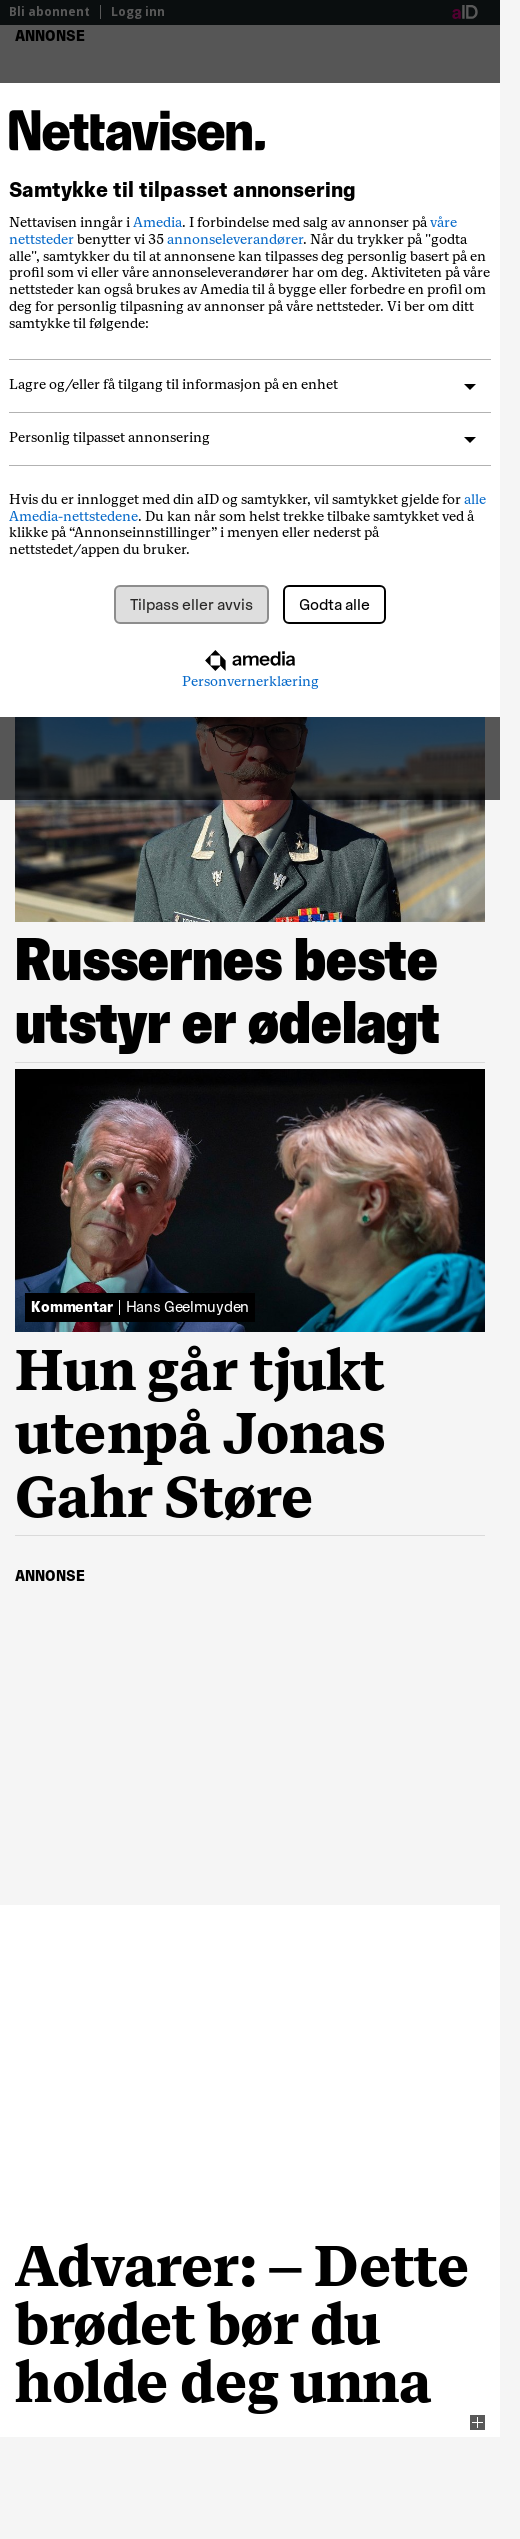 Bli abonnent | Logg inn
aID
ANNONSE
Nettavisen.
Samtykke til tilpasset annonsering
Nettavisen inngår i Amedia. I forbindelse med salg av annonser på våre
nettsteder benytter vi 35 annonseleverandører. Når du trykker på "godta
alle", samtykker du til at annonsene kan tilpasses deg personlig basert på en
profil som vi eller våre annonseleverandører har om deg. Aktiviteten på våre
nettsteder kan også brukes av Amedia til å bygge eller forbedre en profil om
deg for personlig tilpasning av annonser på våre nettsteder. Vi ber om ditt
samtykke til følgende:
Lagre og/eller få tilgang til informasjon på en enhet
Personlig tilpasset annonsering
Hvis du er innlogget med din aID og samtykker, vil samtykket gjelde for alle
Amedia-nettstedene. Du kan når som helst trekke tilbake samtykket ved å
klikke på “Annonseinnstillinger” i menyen eller nederst på
nettstedet/appen du bruker.
Tilpass eller avvis
Godta alle
amedia
Personvernerklæring
Russernes beste
utstyr er ødelagt
Kommentar | Hans Geelmuyden
Hun går tjukt
utenpå Jonas
Gahr Støre
ANNONSE
Advarer: – Dette
brødet bør du
holde deg unna